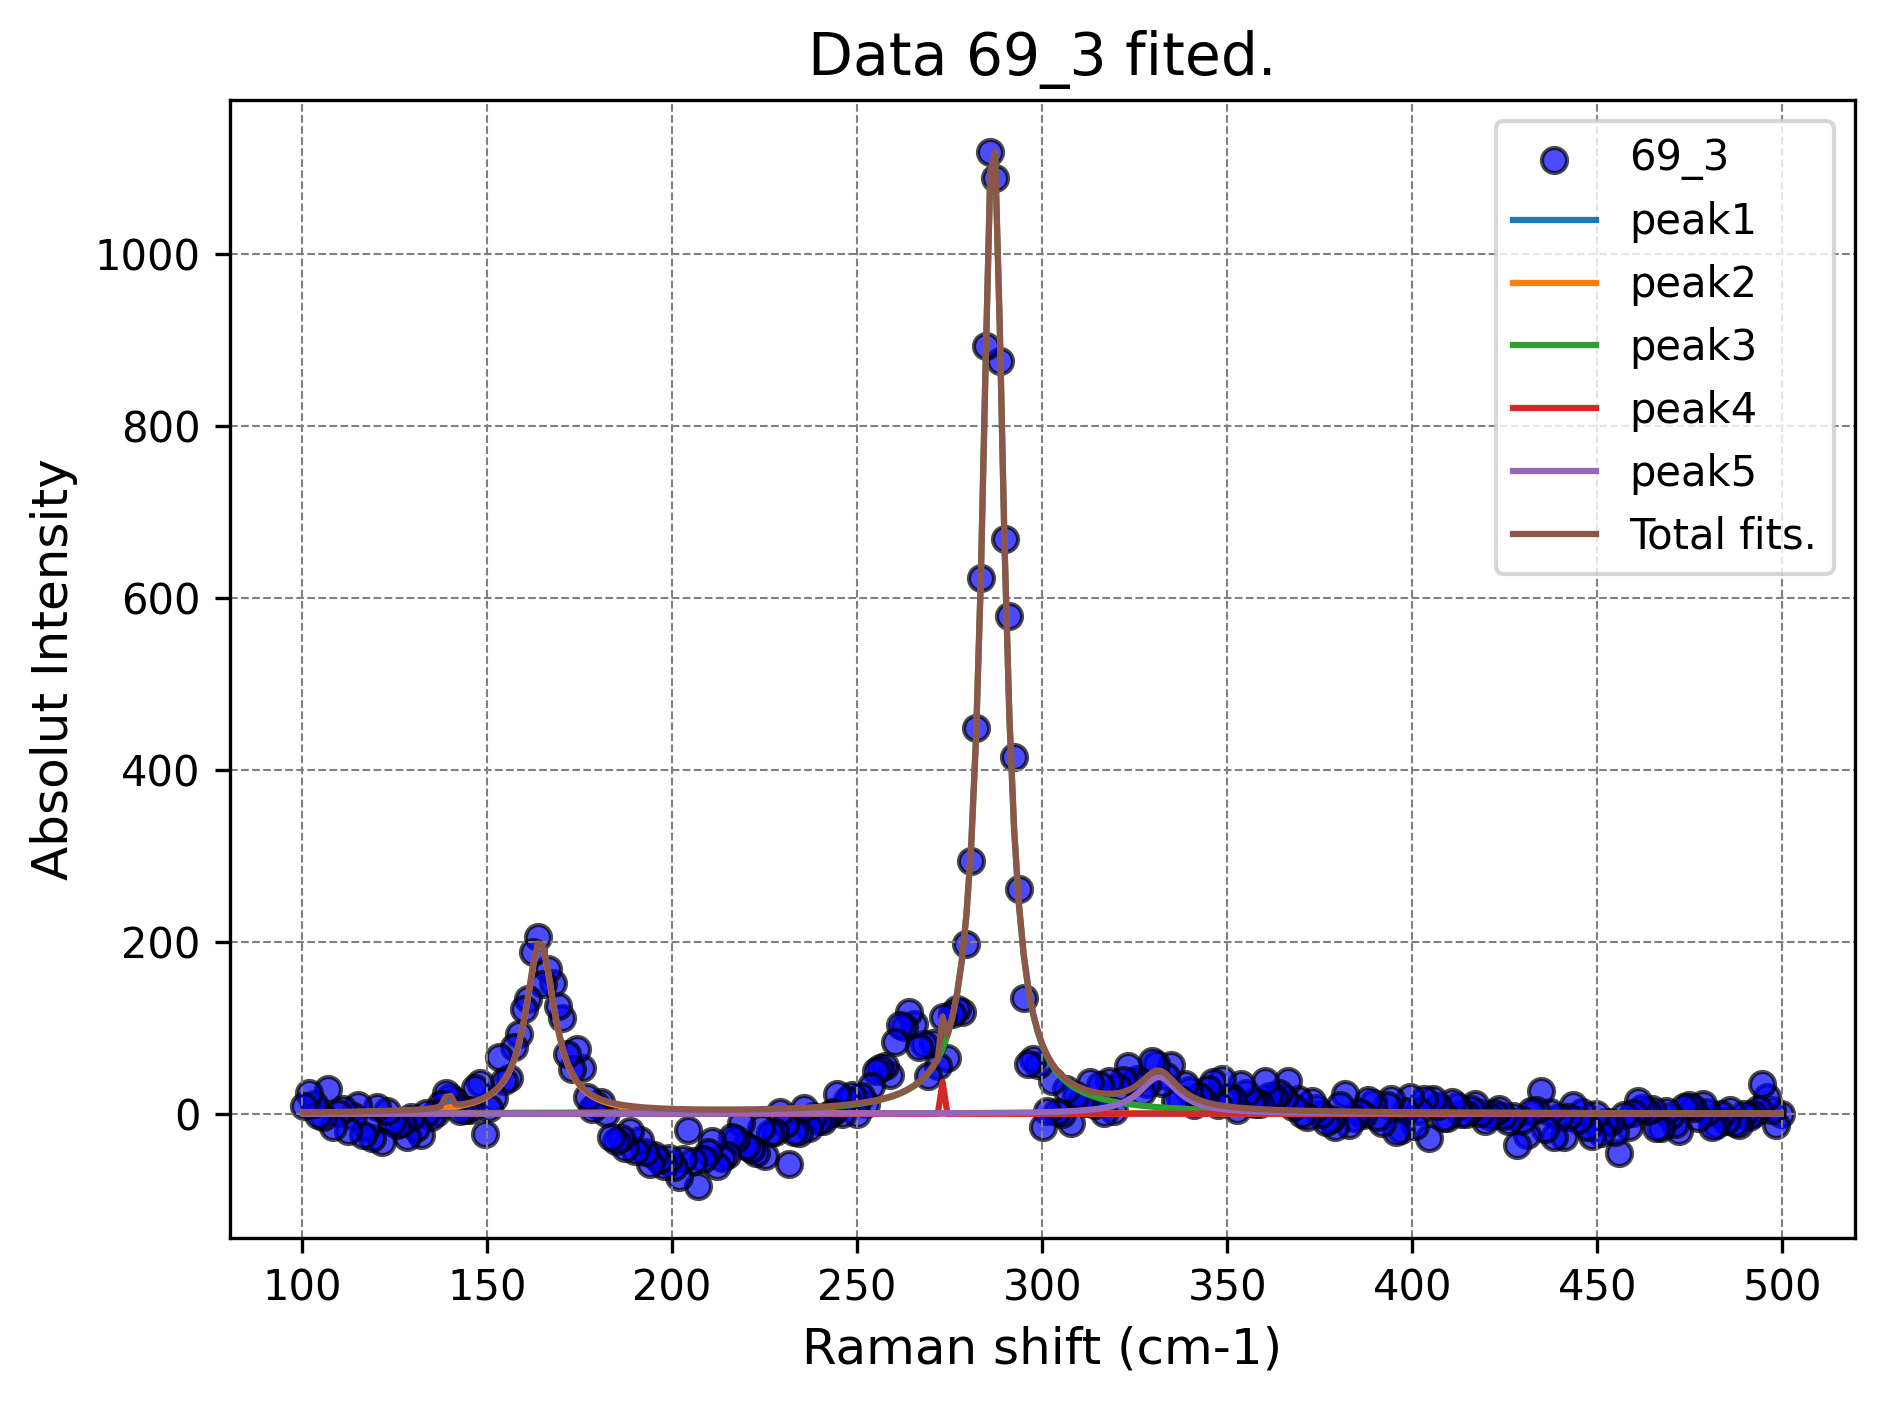 Data 69_3 fited.
Absolut Intensity
1000
800
600
400
200
0
69_3
peak1
peak2
peak3
peak4
peak5
Total fits.
100 150 200 250 300 350 400 450 500
Raman shift (cm-1)